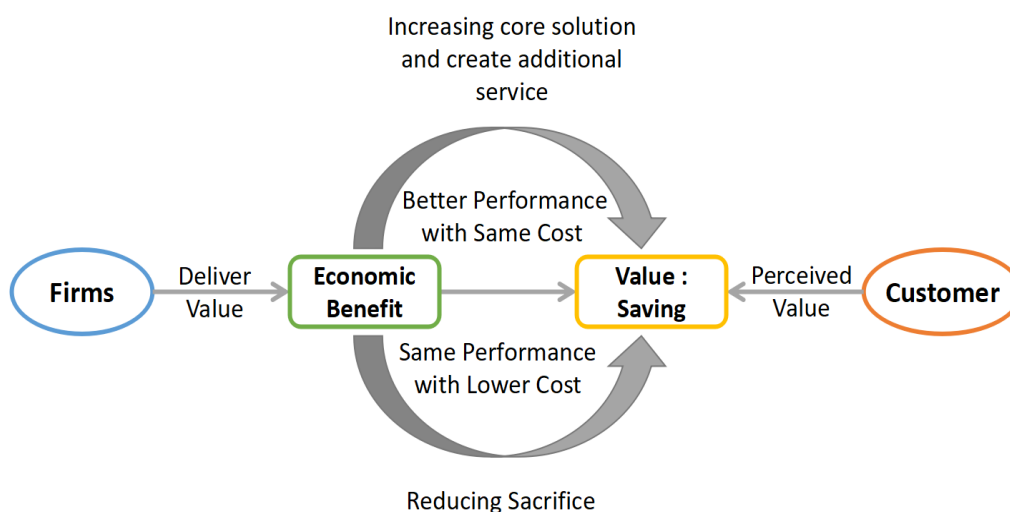 Increasing core solution
and create additional
service
Better Performance
with Same Cost
Firms
Deliver
Value
Economic
Benefit
Value :
Saving
Perceived
Value
Customer
Same Performance
with Lower Cost
Reducing Sacrifice